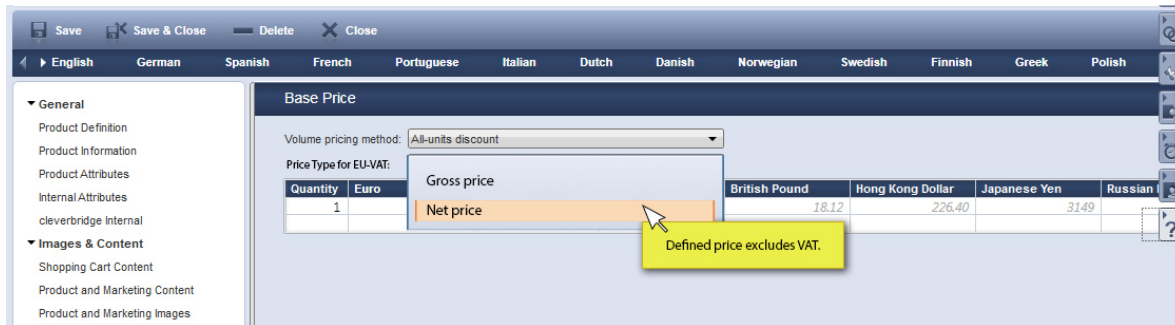 Save Save & Close Delete Close
English German Spanish French Portuguese Italian Dutch Danish Norwegian Swedish Finnish Greek Polish
General
Product Definition
Product Information
Product Attributes
Internal Attributes
cleverbridge Internal
Images & Content
Shopping Cart Content
Product and Marketing Content
Product and Marketing Images
Base Price
Volume pricing method: All-units discount
Price Type for EU-VAT:
Gross price
Net price
Quantity Euro British Pound Hong Kong Dollar Japanese Yen Russian
1 18.12 226.40 3149
Defined price excludes VAT.
?